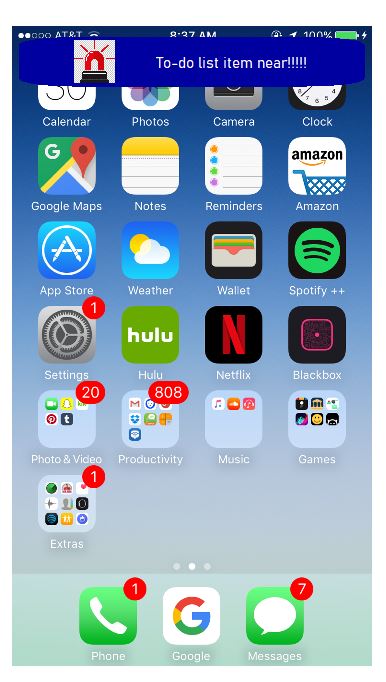 AT&T 8:37 AM 100%
To-do list item near!!!!!
Calendar Photos Camera Clock
G amazon
Google Maps Notes Reminders Amazon
App Store Weather Wallet Spotify ++
1
hulu N
Settings Hulu Netflix Blackbox
20 808
Photo & Video Productivity Music Games
1
Extras
1 G 7
Phone Google Messages